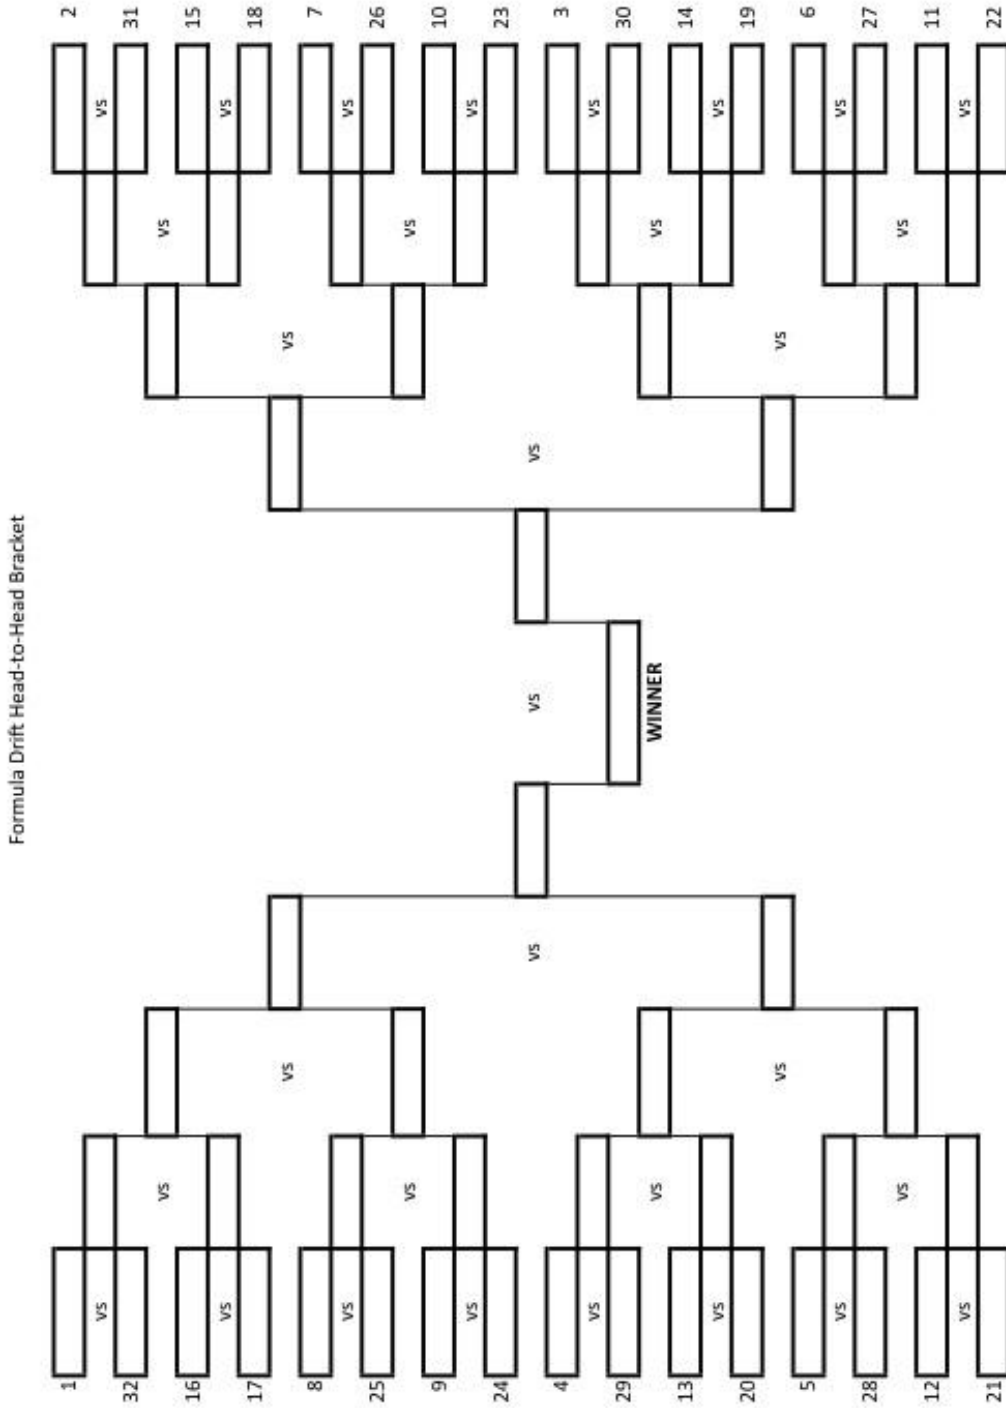 Formula Drift Head-to-Head Bracket
1 2
vs vs
32 31
vs vs
16 15
vs vs
17 18
vs vs
8 7
vs vs
25 26
vs vs
9 10
vs vs
24 23
vs vs vs
4 3
vs vs
29 30
vs WINNER vs
13 14
vs vs
20 19
vs vs
5 6
vs vs
28 27
vs vs
12 11
vs vs
21 22